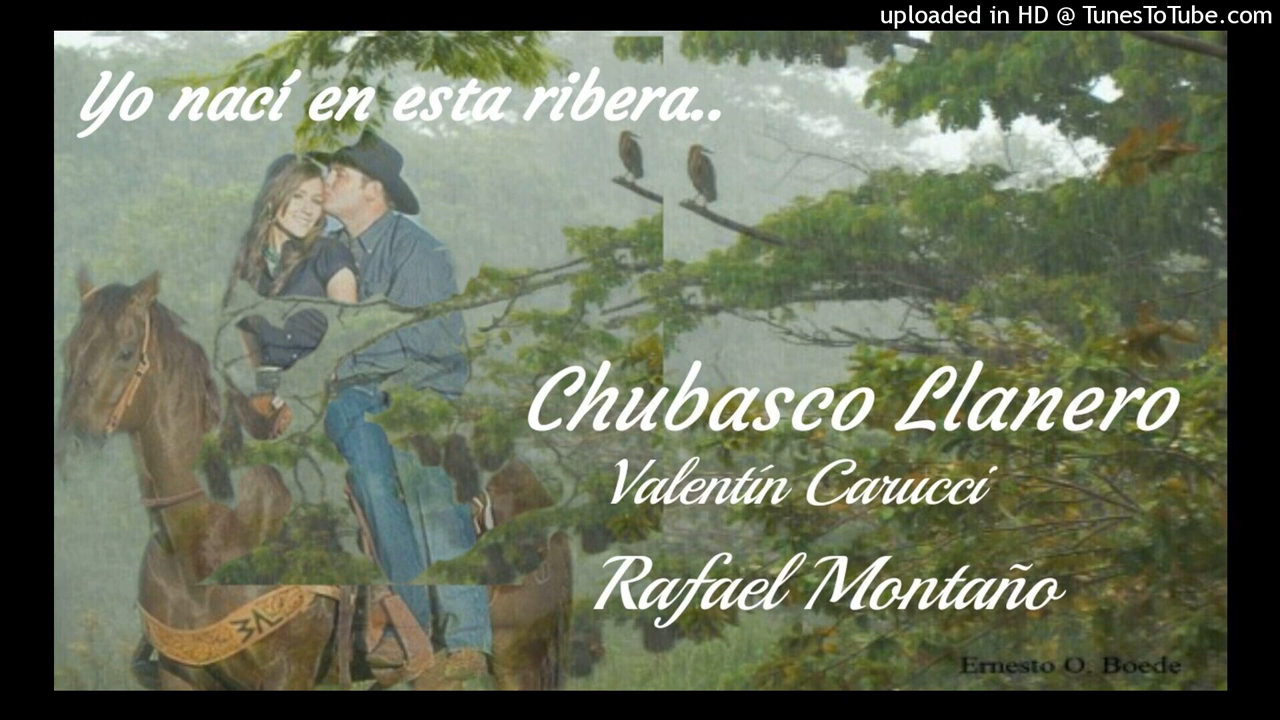 uploaded in HD @ TunesToTube.com
Yo nací en esta ribera..
Chubasco Llanero
Valentín Carucci
Rafael Montaño
Ernesto O. Boede